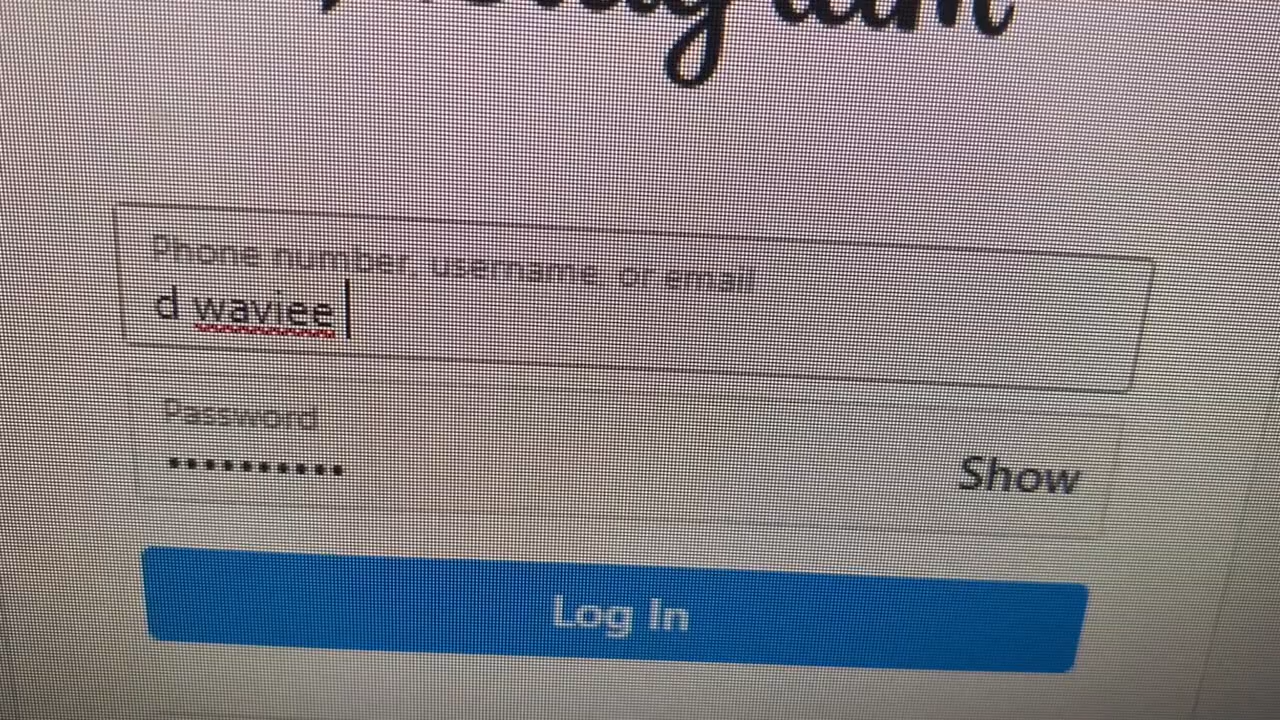 Phone number, username, or email
d waviee
Password
••••••••••
Show
Log In